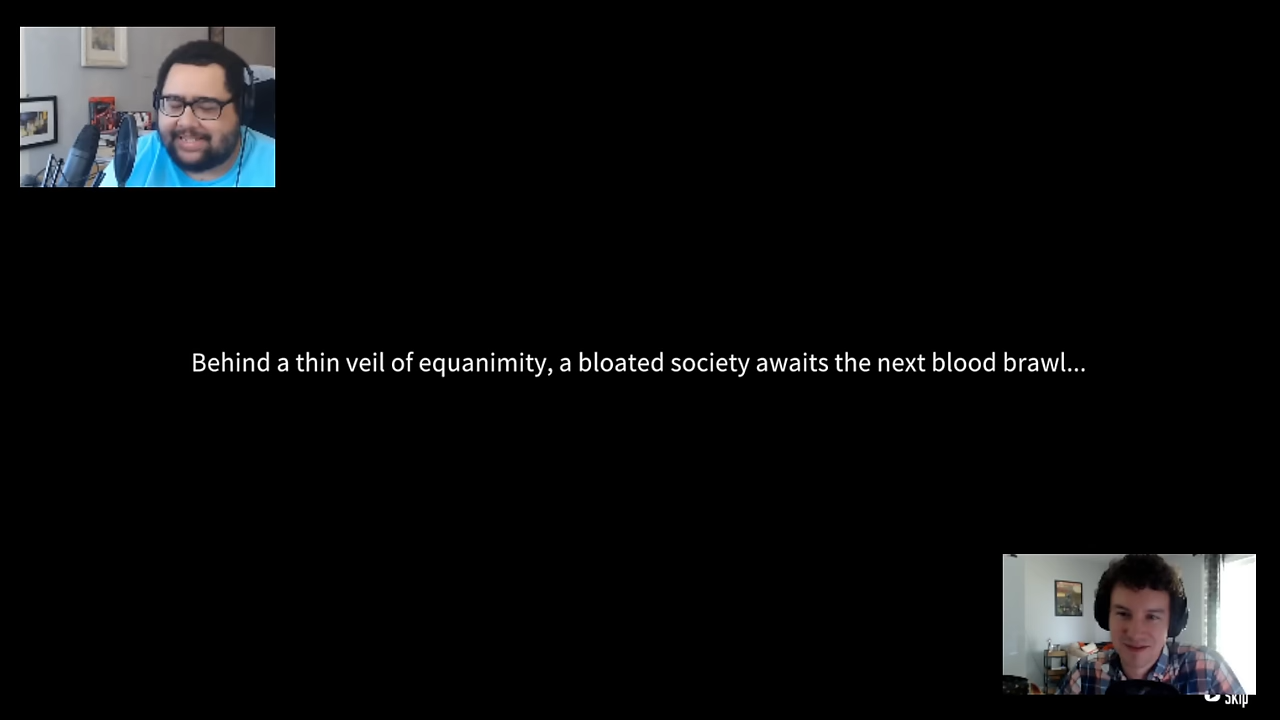 Behind a thin veil of equanimity, a bloated society awaits the next blood brawl...
Skip